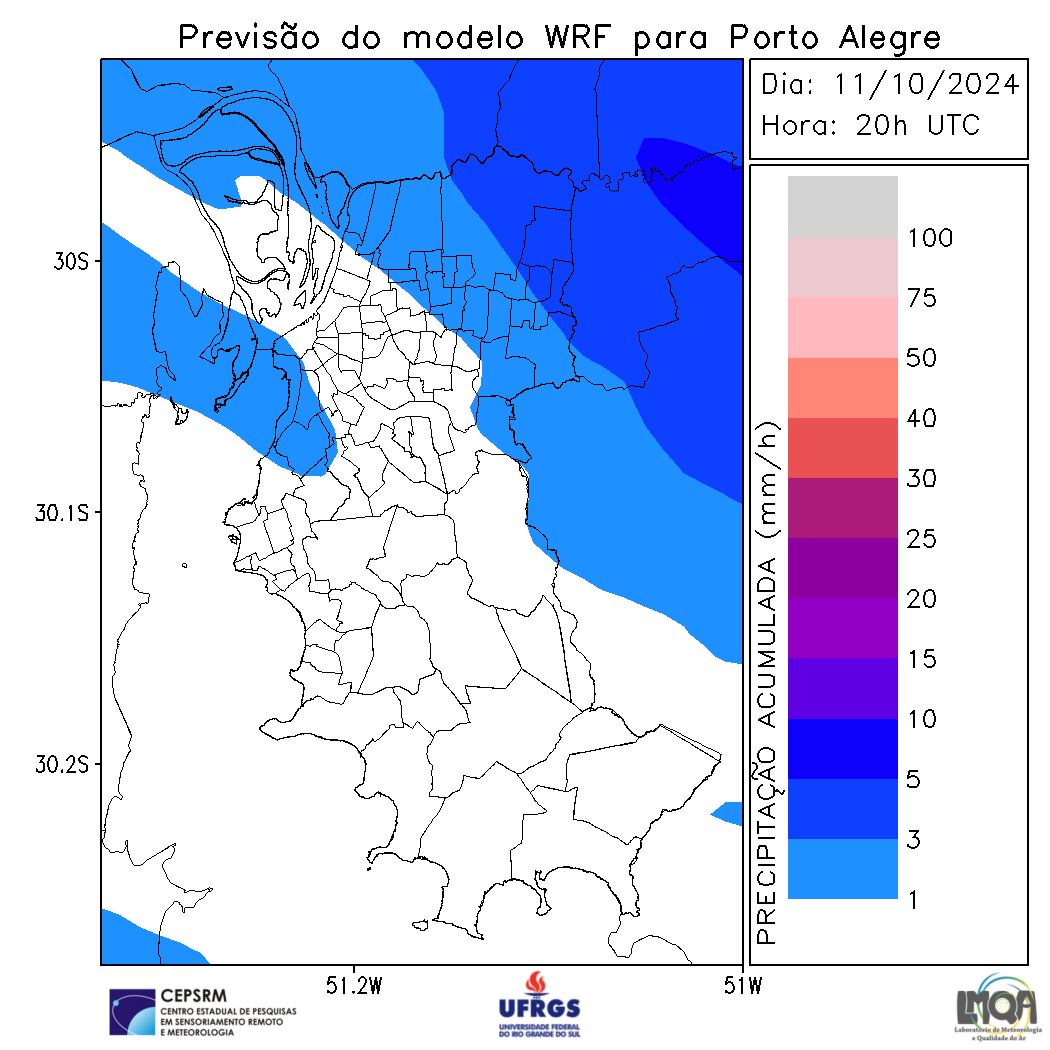 Previsão do modelo WRF para Porto Alegre
Dia: 11/10/2024
Hora: 20h UTC
30S
30.1S
30.2S
51.2W
51W
PRECIPITAÇÃO ACUMULADA (mm/h)
100
75
50
40
30
25
20
15
10
5
3
1
CEPSRM
CENTRO ESTADUAL DE PESQUISAS
EM SENSORIAMENTO REMOTO
E METEOROLOGIA
UFRGS
UNIVERSIDADE FEDERAL
DO RIO GRANDE DO SUL
LMQA
Laboratório de Meteorologia
e Qualidade do Ar